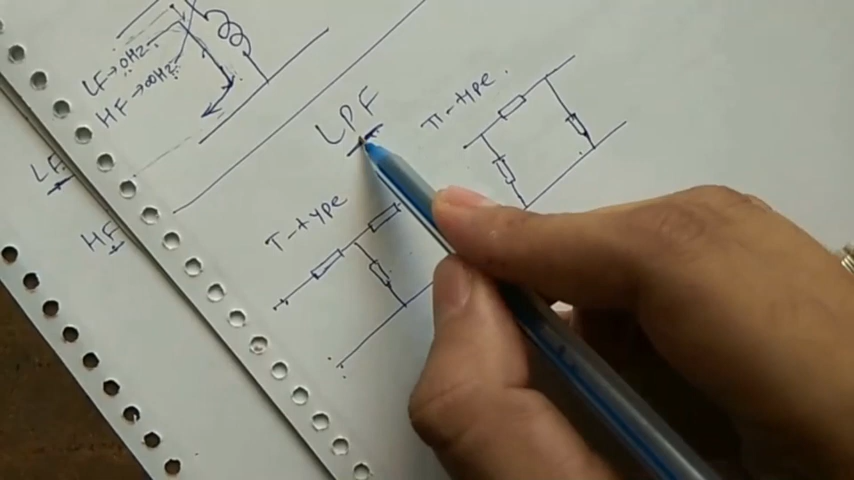 LF→0Hz
HF→∞Hz
LPF
π-type
T-type
LF
HF